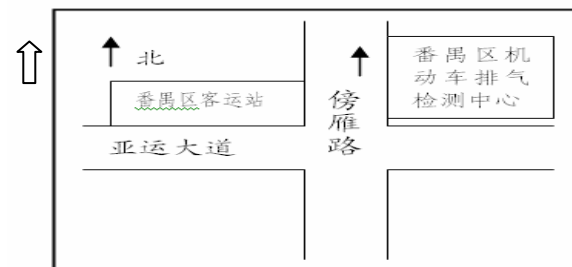 北
番禺区客运站
亚运大道
傍雁路
番禺区机
动车排气
检测中心